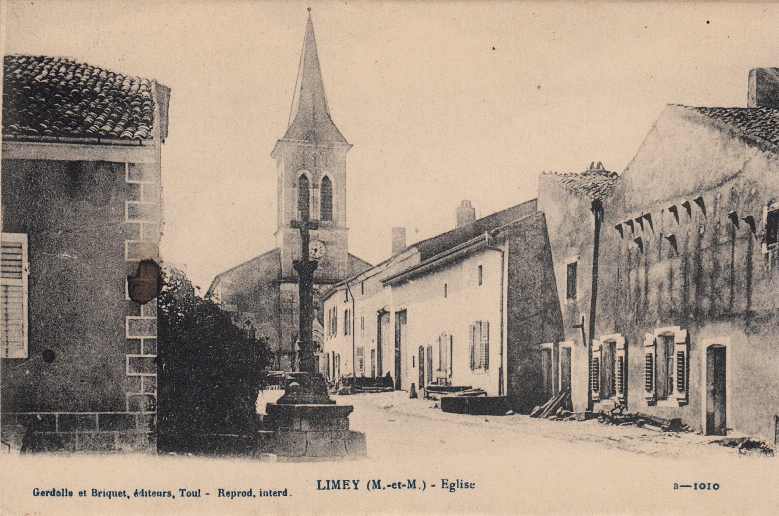 Gerdolle et Briquet, éditeurs, Toul - Reprod. interd.
LIMEY (M.-et-M.) - Eglise
B—1010